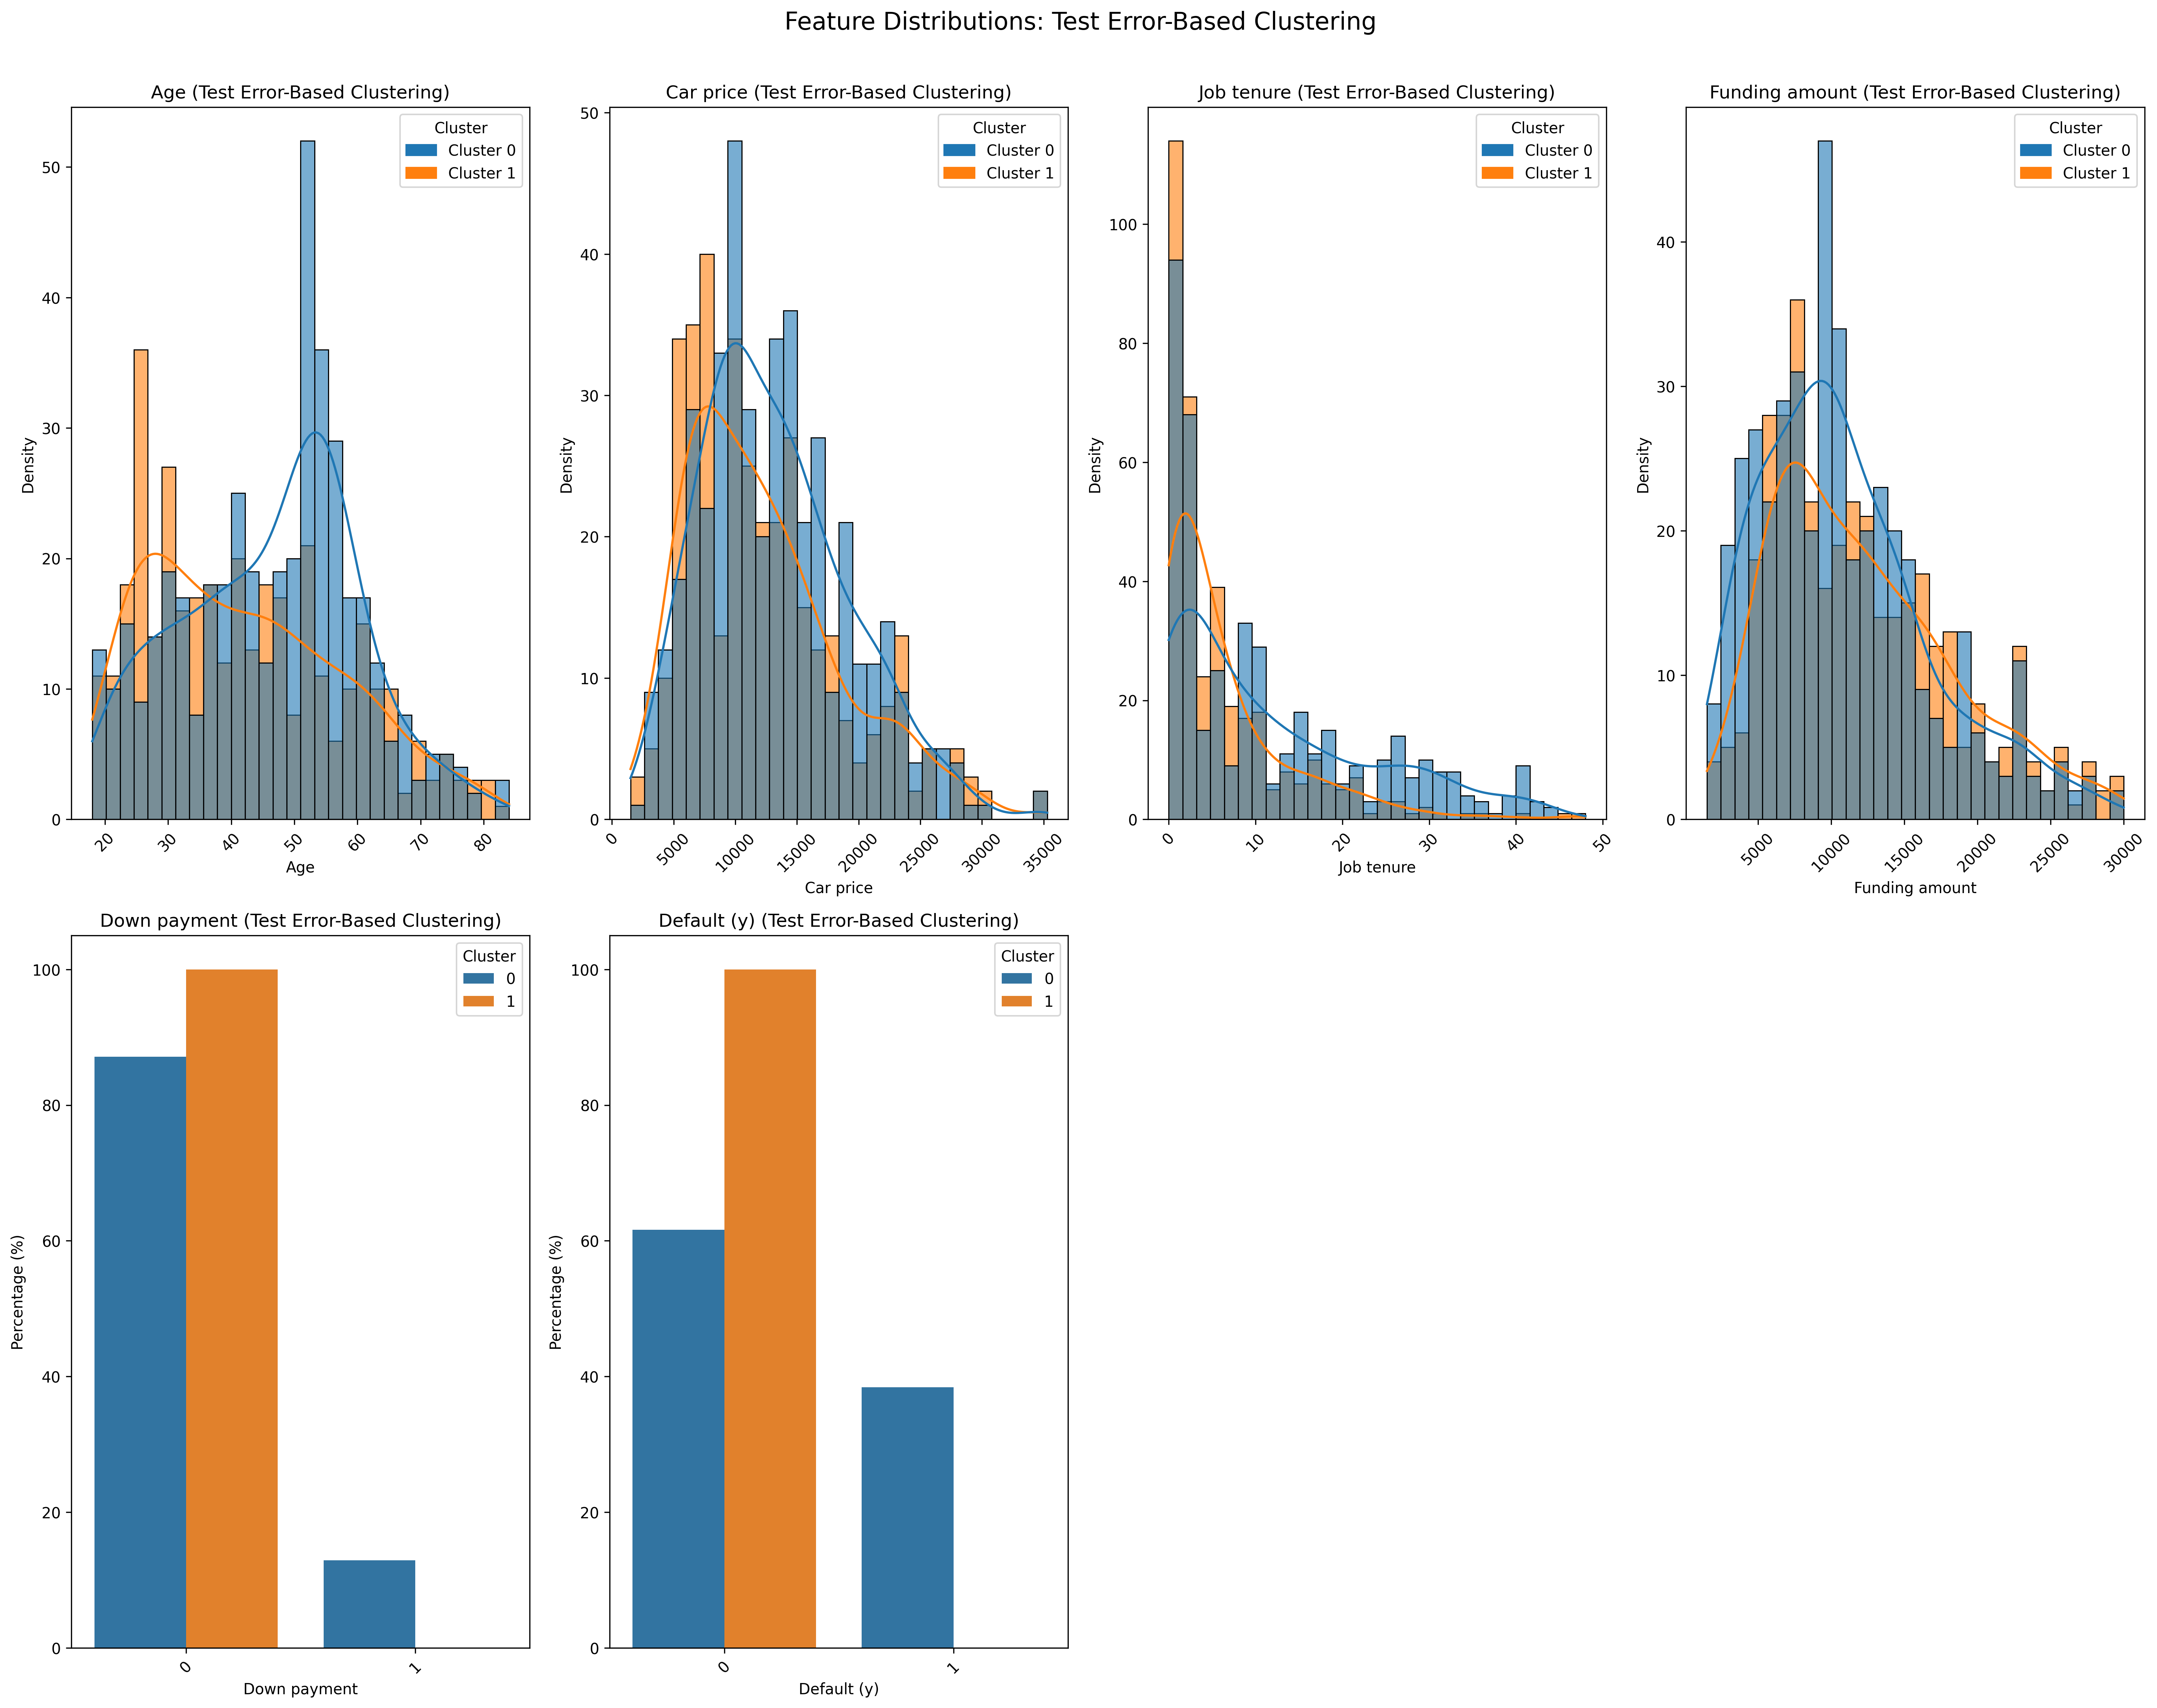 Feature Distributions: Test Error-Based Clustering
Age (Test Error-Based Clustering)
Cluster
Cluster 0
Cluster 1
Density
50
40
30
20
10
0
20
30
40
50
60
70
80
Age
Car price (Test Error-Based Clustering)
Cluster
Cluster 0
Cluster 1
Density
50
40
30
20
10
0
0
5000
10000
15000
20000
25000
30000
35000
Car price
Job tenure (Test Error-Based Clustering)
Cluster
Cluster 0
Cluster 1
Density
100
80
60
40
20
0
0
10
20
30
40
50
Job tenure
Funding amount (Test Error-Based Clustering)
Cluster
Cluster 0
Cluster 1
Density
40
30
20
10
0
5000
10000
15000
20000
25000
30000
Funding amount
Down payment (Test Error-Based Clustering)
Cluster
0
1
Percentage (%)
100
80
60
40
20
0
0
1
Down payment
Default (y) (Test Error-Based Clustering)
Cluster
0
1
Percentage (%)
100
80
60
40
20
0
0
1
Default (y)